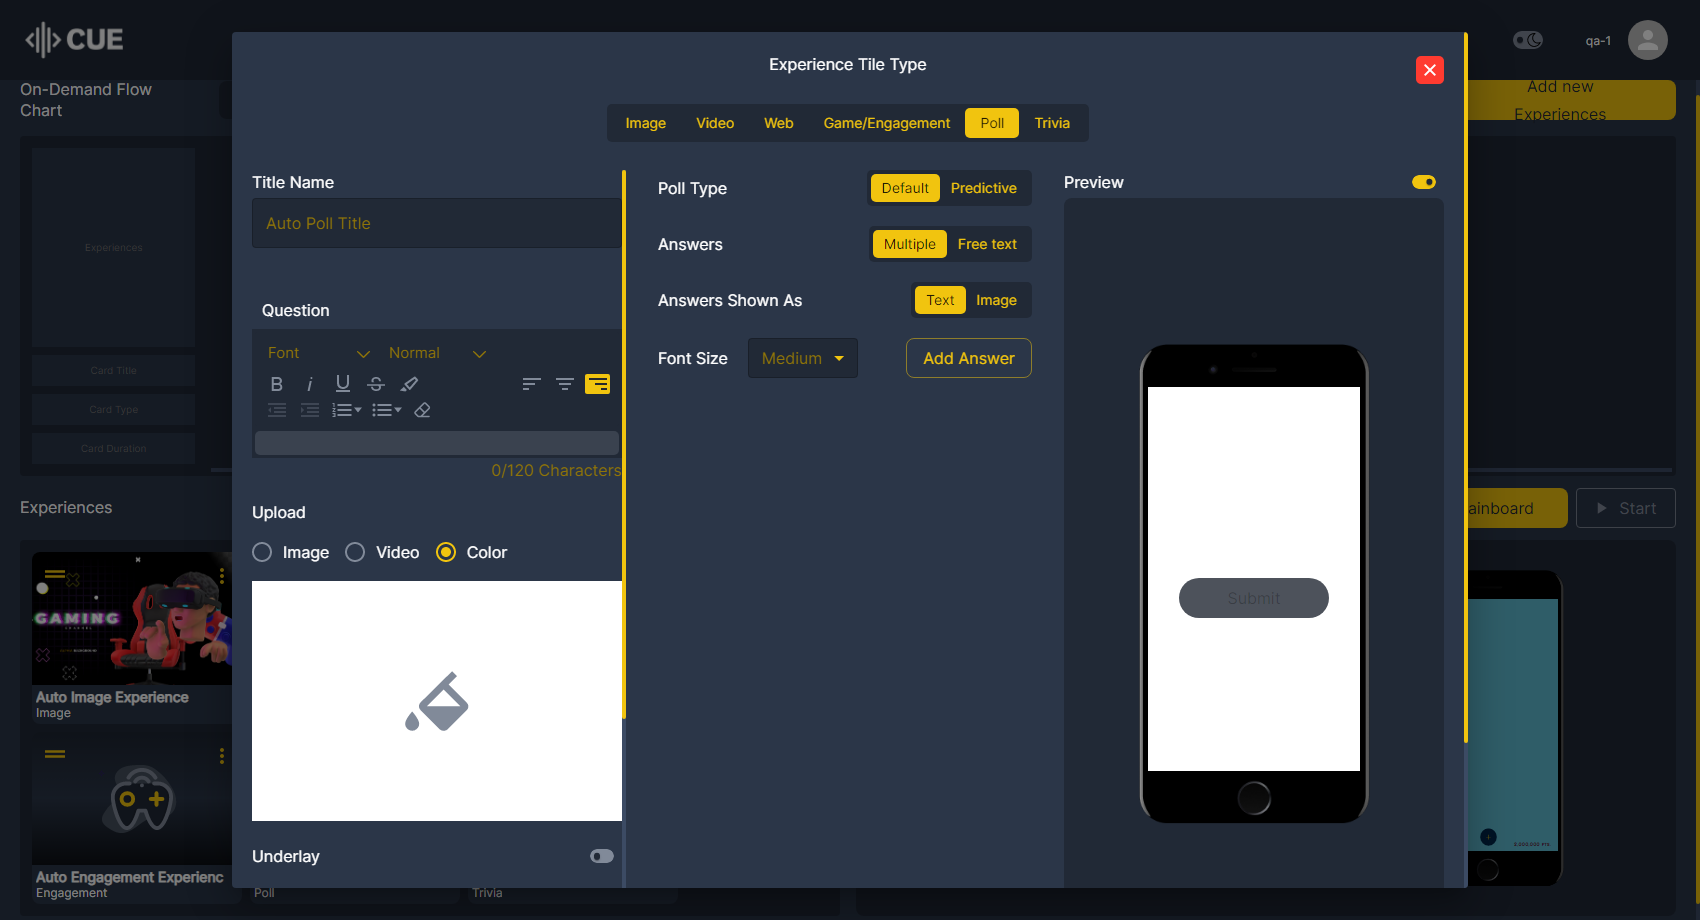 CUE
qa-1
On-Demand Flow
Chart
Add new
Experiences
Experience Tile Type
Image
Video
Web
Game/Engagement
Poll
Trivia
Title Name
Auto Poll Title
Question
Font
Normal
0/120 Characters
Upload
Image
Video
Color
Underlay
Poll Type
Default
Predictive
Answers
Multiple
Free text
Answers Shown As
Text
Image
Font Size
Medium
Add Answer
Preview
Submit
Experiences
Card Title
Card Type
Card Duration
Experiences
ainboard
Start
GAMING
Auto Image Experience
Image
Auto Engagement Experienc
Engagement
Poll
Trivia